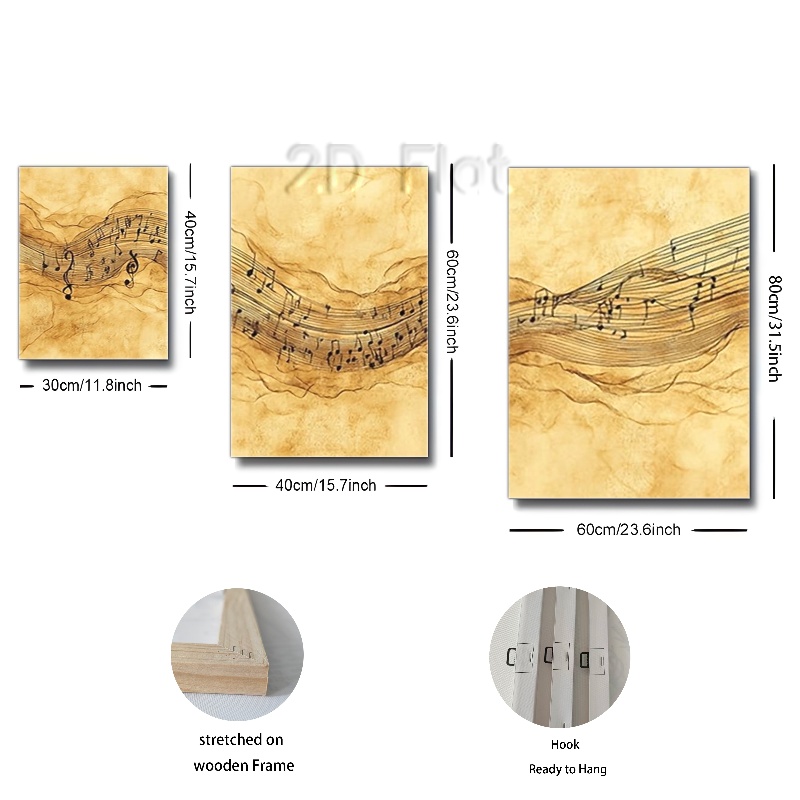 2D Flat
40cm/15.7inch
60cm/23.6inch
80cm/31.5inch
30cm/11.8inch
40cm/15.7inch
60cm/23.6inch
stretched on
wooden Frame
Hook
Ready to Hang